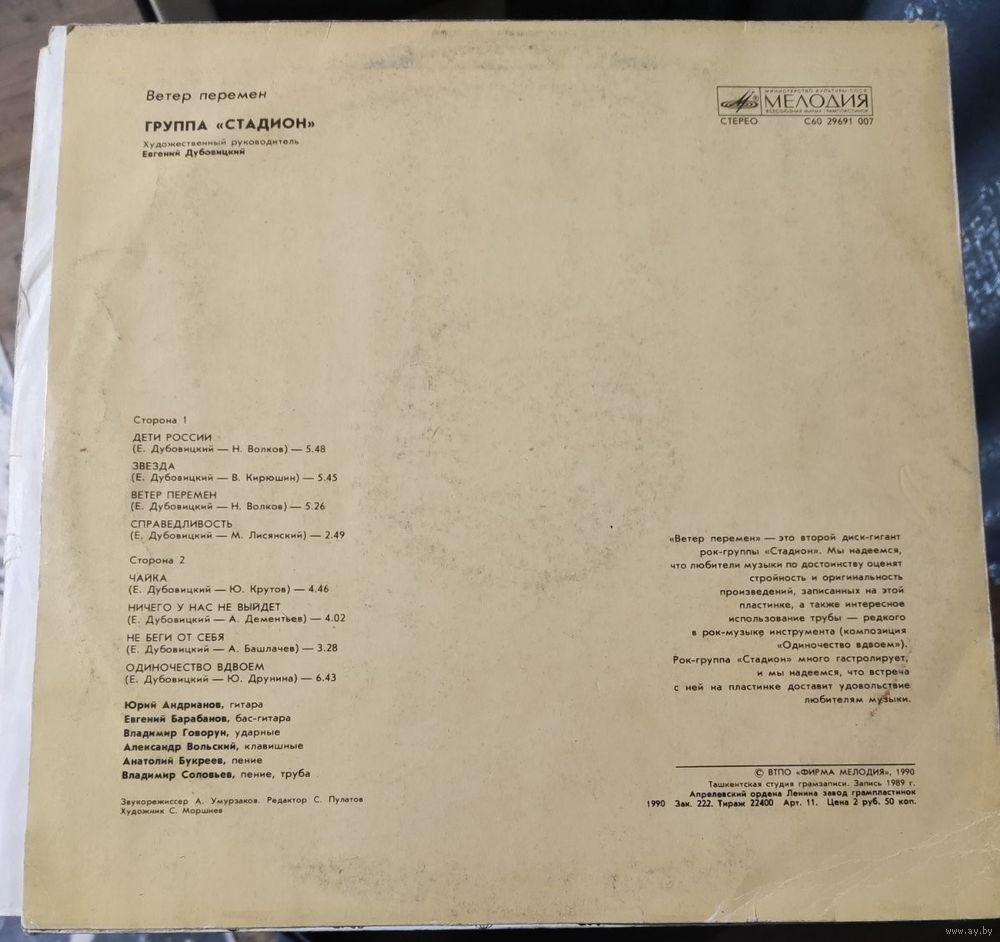 Ветер перемен
ГРУППА «СТАДИОН»
Художественный руководитель
Евгений Дубовицкий
МИНИСТЕРСТВО КУЛЬТУРЫ СССР
МЕЛОДИЯ
ВСЕСОЮЗНАЯ ФИРМА ГРАМПЛАСТИНОК
СТЕРЕО С60 29691 007
Сторона 1
ДЕТИ РОССИИ
(Е. Дубовицкий — Н. Волков) — 5.48
ЗВЕЗДА
(Е. Дубовицкий — В. Кирюшин) — 5.45
ВЕТЕР ПЕРЕМЕН
(Е. Дубовицкий — Н. Волков) — 5.26
СПРАВЕДЛИВОСТЬ
(Е. Дубовицкий — М. Лисянский) — 2.49
Сторона 2
ЧАЙКА
(Е. Дубовицкий — Ю. Крутов) — 4.46
НИЧЕГО У НАС НЕ ВЫЙДЕТ
(Е. Дубовицкий — А. Дементьев) — 4.02
НЕ БЕГИ ОТ СЕБЯ
(Е. Дубовицкий — А. Башлачев) — 3.28
ОДИНОЧЕСТВО ВДВОЕМ
(Е. Дубовицкий — Ю. Друнина) — 6.43
Юрий Андрианов, гитара
Евгений Барабанов, бас-гитара
Владимир Говорун, ударные
Александр Вольский, клавишные
Анатолий Букреев, пение
Владимир Соловьев, пение, труба
Звукорежиссер А. Умурзаков. Редактор С. Пулатов
Художник С. Моршнев
«Ветер перемен» — это второй диск-гигант
рок-группы «Стадион». Мы надеемся,
что любители музыки по достоинству оценят
стройность и оригинальность
произведений, записанных на этой
пластинке, а также интересное
использование трубы — редкого
в рок-музыке инструмента (композиция
«Одиночество вдвоем»).
Рок-группа «Стадион» много гастролирует,
и мы надеемся, что встреча
с ней на пластинке доставит удовольствие
любителям музыки.
© ВТПО «ФИРМА МЕЛОДИЯ», 1990
Ташкентская студия грамзаписи. Запись 1989 г.
Апрелевский ордена Ленина завод грампластинок
1990 Зак. 222. Тираж 22400 Арт. 11. Цена 2 руб. 50 коп.
www.ay.by